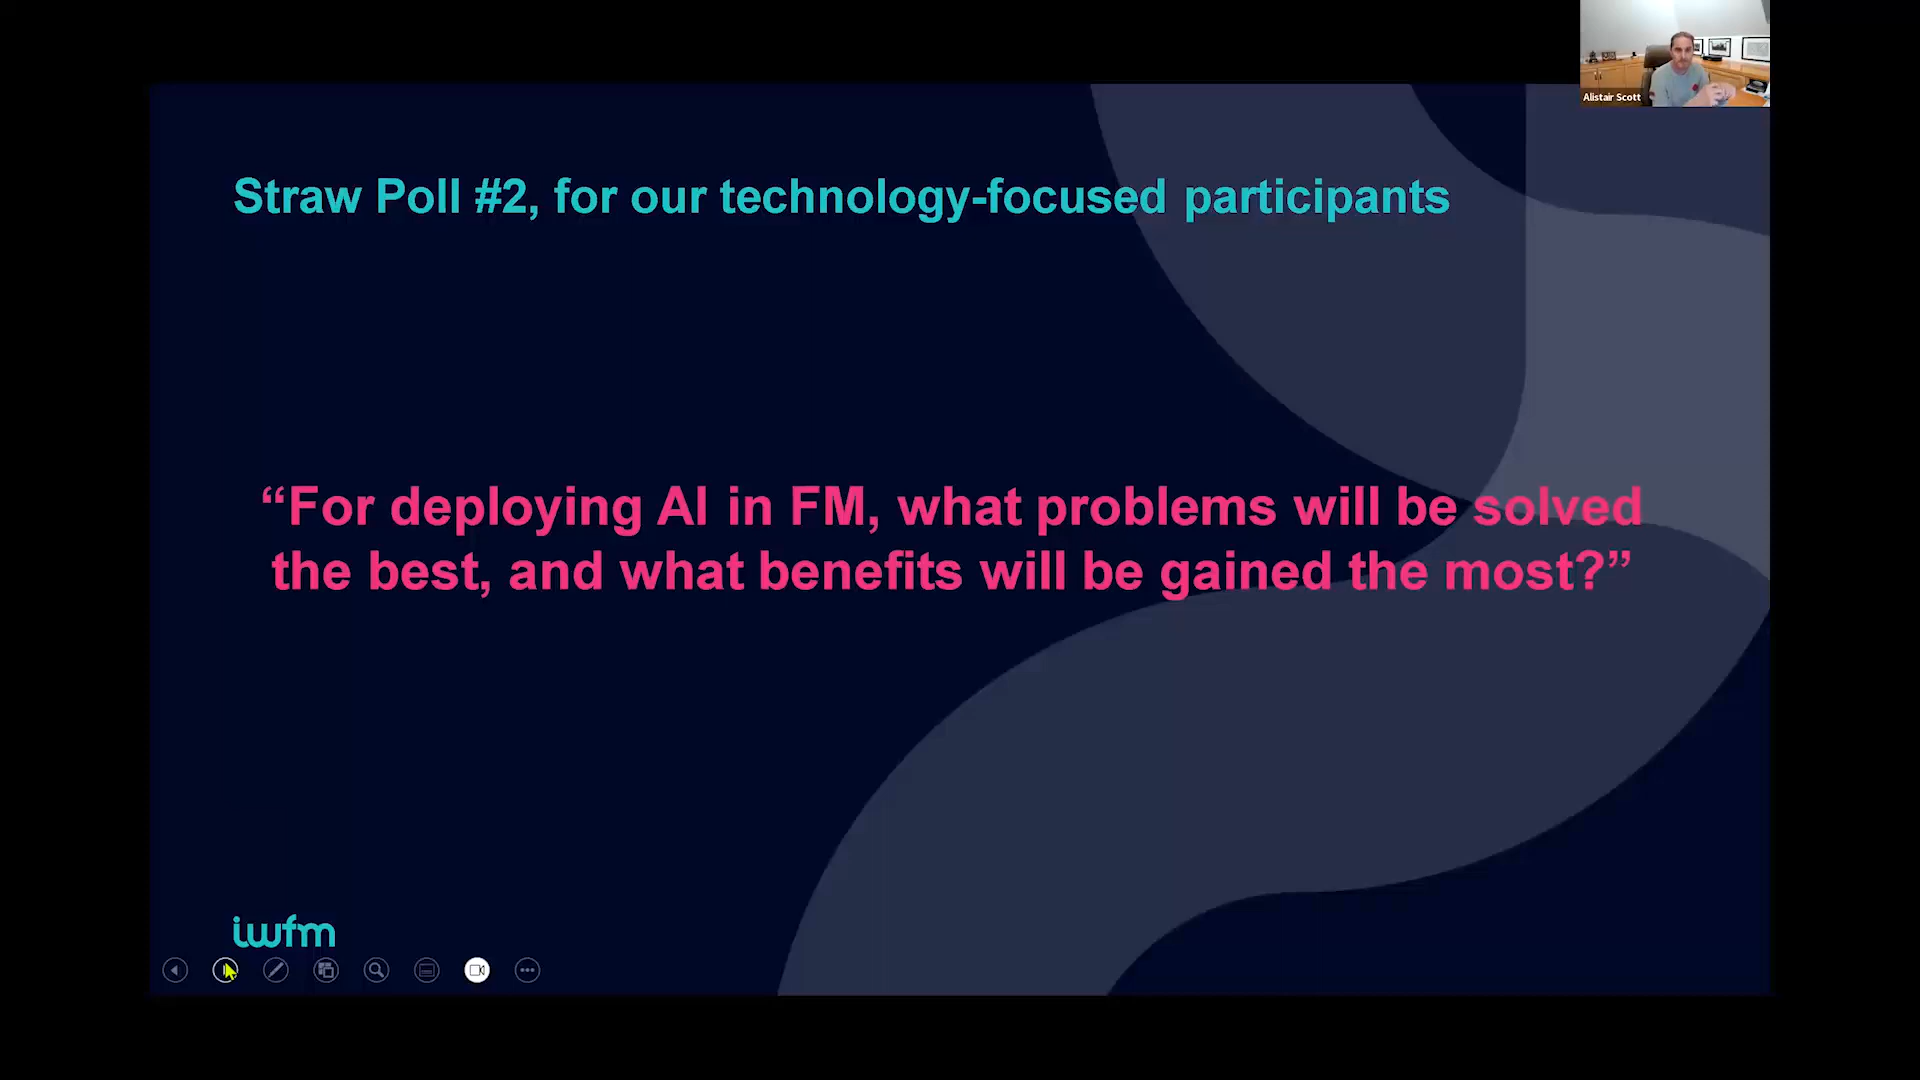 Alistair Scott
Straw Poll #2, for our technology-focused participants
“For deploying AI in FM, what problems will be solved
the best, and what benefits will be gained the most?”
iwfm